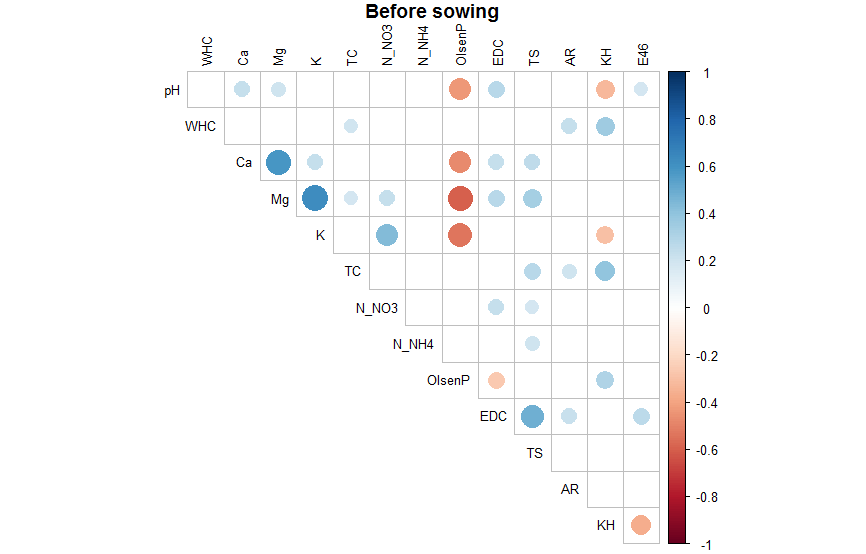 Before sowing
WHC Ca Mg K TC N_NO3 N_NH4 OlsenP EDC TS AR KH E46
pH
WHC
Ca
Mg
K
TC
N_NO3
N_NH4
OlsenP
EDC
TS
AR
KH
1
0.8
0.6
0.4
0.2
0
-0.2
-0.4
-0.6
-0.8
-1